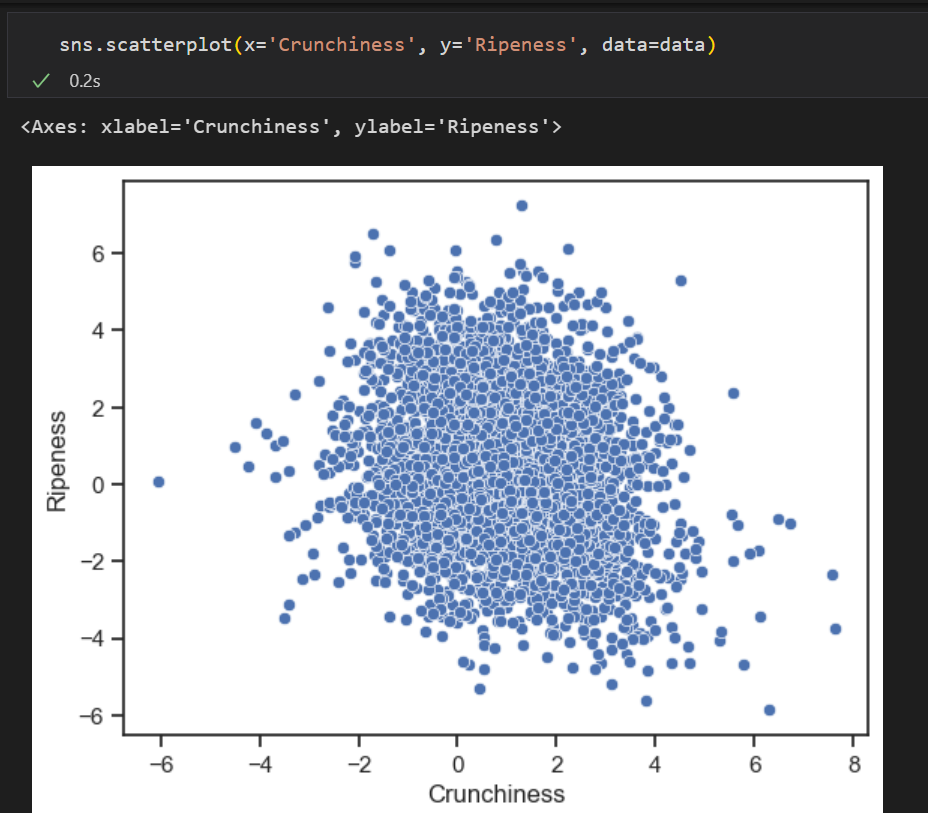 sns.scatterplot(x='Crunchiness', y='Ripeness', data=data)
0.2s
<Axes: xlabel='Crunchiness', ylabel='Ripeness'>
6
4
2
0
−2
−4
−6
Ripeness
−6 −4 −2 0 2 4 6 8
Crunchiness